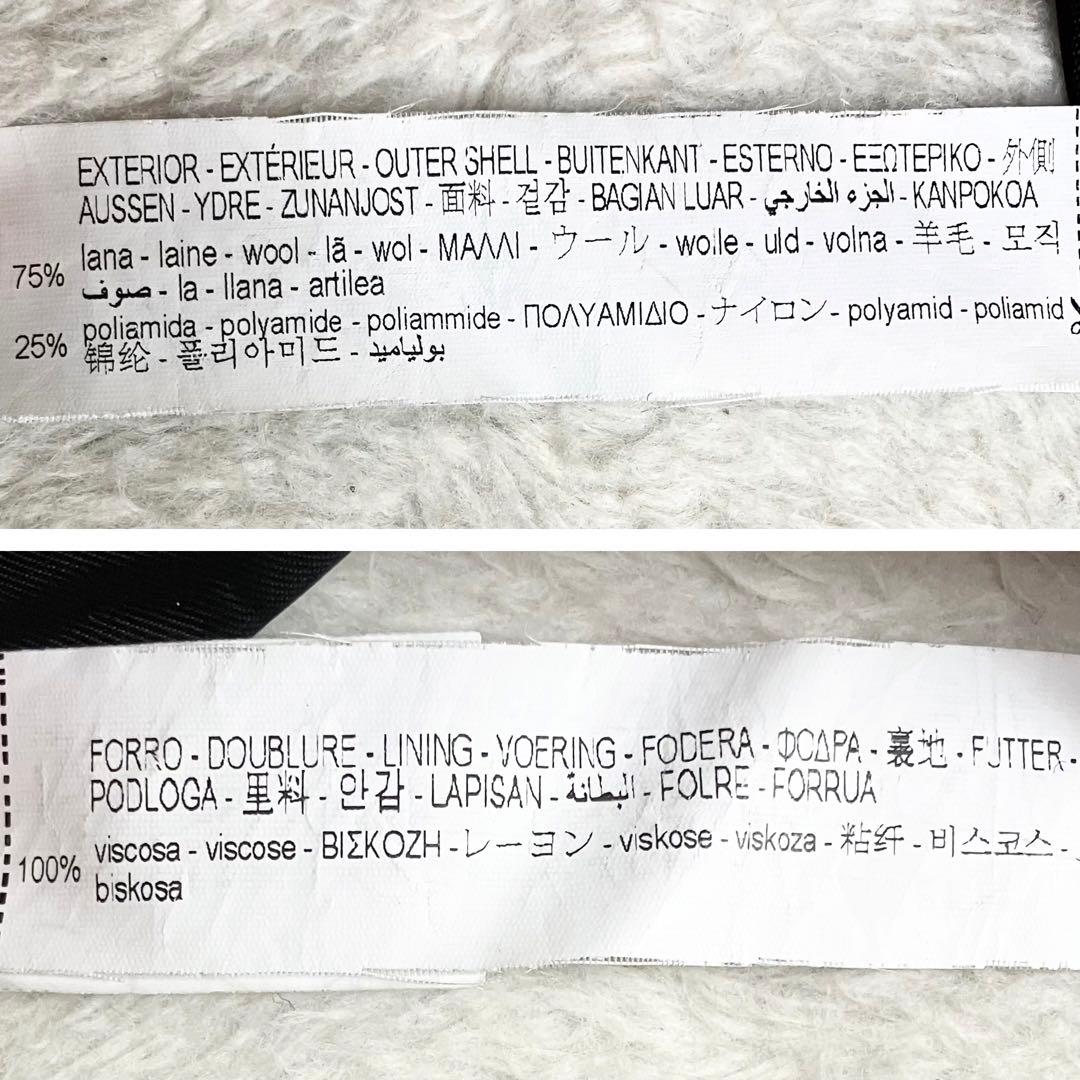 EXTERIOR - EXTÉRIEUR - OUTER SHELL - BUITENKANT - ESTERNO - ΕΞΩΤΕΡΙΚΟ - 外側
AUSSEN - YDRE - ZUNANJOST - 面料 - 겉감 - BAGIAN LUAR - الجزء الخارجي - KANPOKOA
75% lana - laine - wool - lã - wol - ΜΑΛΛΙ - ウール - wolle - uld - volna - 羊毛 - 모직
صوف - la - llana - artilea
25% poliamida - polyamide - poliammide - ΠΟΛΥΑΜΙΔΙΟ - ナイロン - polyamid - poliamid
锦纶 - 폴리아미드 - بولياميد
FORRO - DOUBLURE - LINING - VOERING - FODERA - ΦΟΔΡΑ - 裏地 - FUTTER -
PODLOGA - 里料 - 안감 - LAPISAN - البطانة - FOLRE - FORRUA
100% viscosa - viscose - ΒΙΣΚΟΖΗ - レーヨン - viskose - viskoza - 粘纤 - 비스코스 -
biskosa